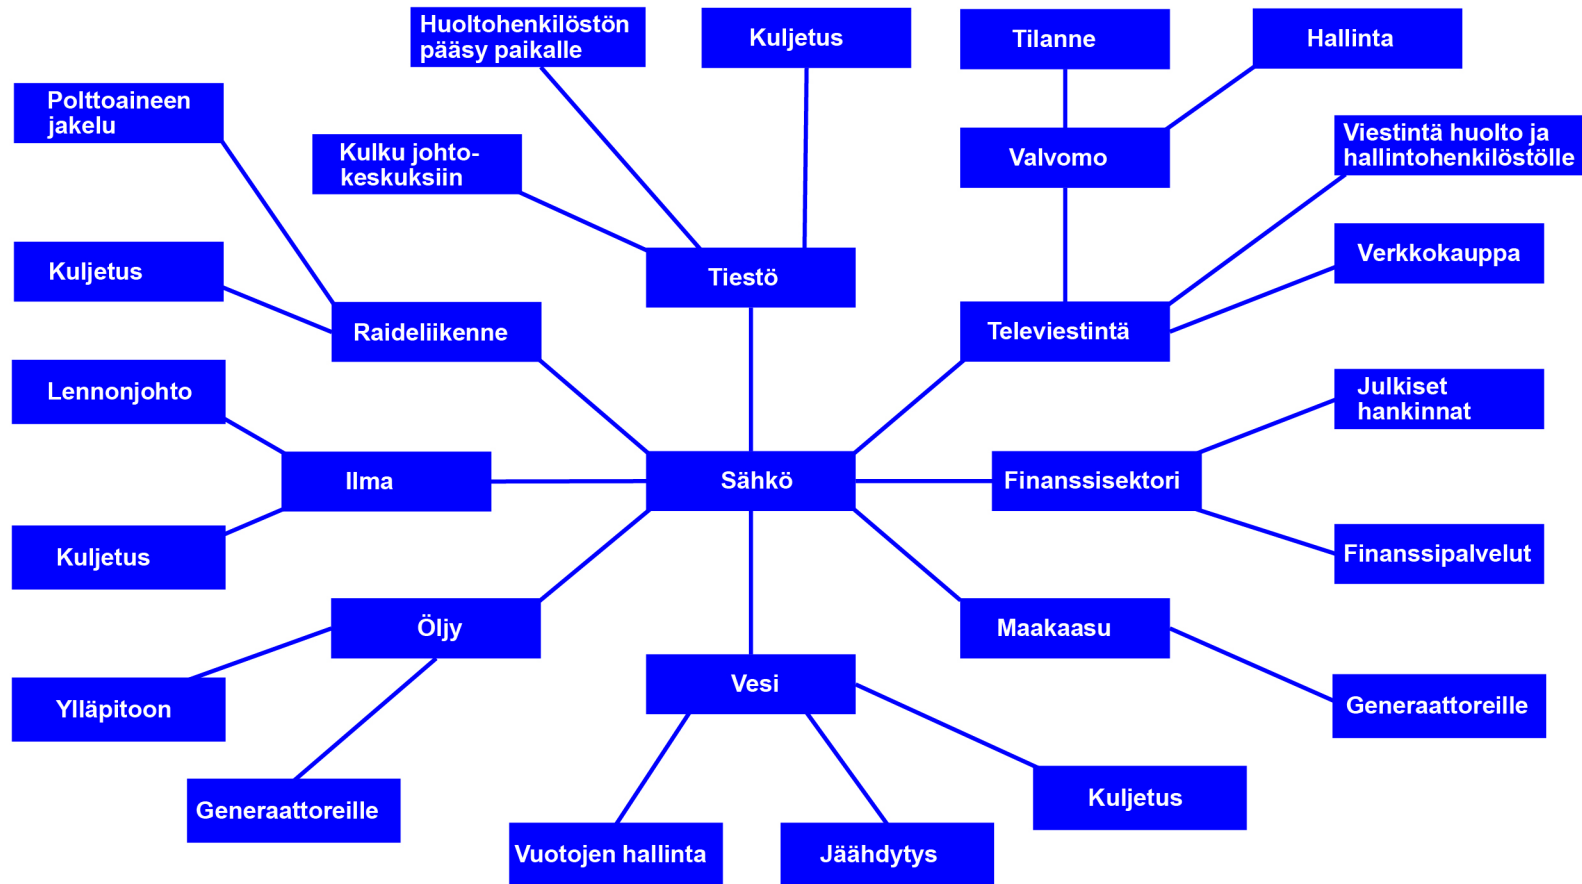 Huoltohenkilöstön
pääsy paikalle
Kuljetus
Tilanne
Hallinta
Polttoaineen
jakelu
Kulku johto-
keskuksiin
Valvomo
Viestintä huolto ja
hallintohenkilöstölle
Kuljetus
Tiestö
Verkkokauppa
Raideliikenne
Televiestintä
Lennonjohto
Julkiset
hankinnat
Ilma
Sähkö
Finanssisektori
Kuljetus
Finanssipalvelut
Öljy
Maakaasu
Ylläpitoon
Vesi
Generaattoreille
Generaattoreille
Kuljetus
Vuotojen hallinta
Jäähdytys